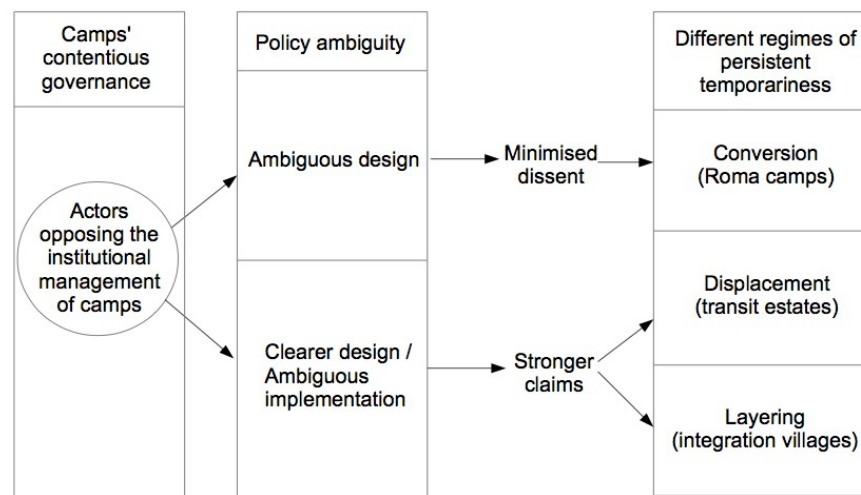 Camps'
contentious
governance
Policy ambiguity
Different regimes of
persistent
temporariness
Actors
opposing the
institutional
management
of camps
Ambiguous design
Minimised
dissent
Conversion
(Roma camps)
Clearer design /
Ambiguous
implementation
Stronger
claims
Displacement
(transit estates)
Layering
(integration villages)